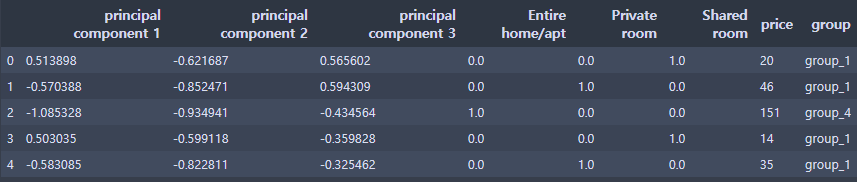 principal component 1 principal component 2 principal component 3 Entire home/apt Private room Shared room price group
0 0.513898 -0.621687 0.565602 0.0 0.0 1.0 20 group_1
1 -0.570388 -0.852471 0.594309 0.0 1.0 0.0 46 group_1
2 -1.085328 -0.934941 -0.434564 1.0 0.0 0.0 151 group_4
3 0.503035 -0.599118 -0.359828 0.0 0.0 1.0 14 group_1
4 -0.583085 -0.822811 -0.325462 0.0 1.0 0.0 35 group_1